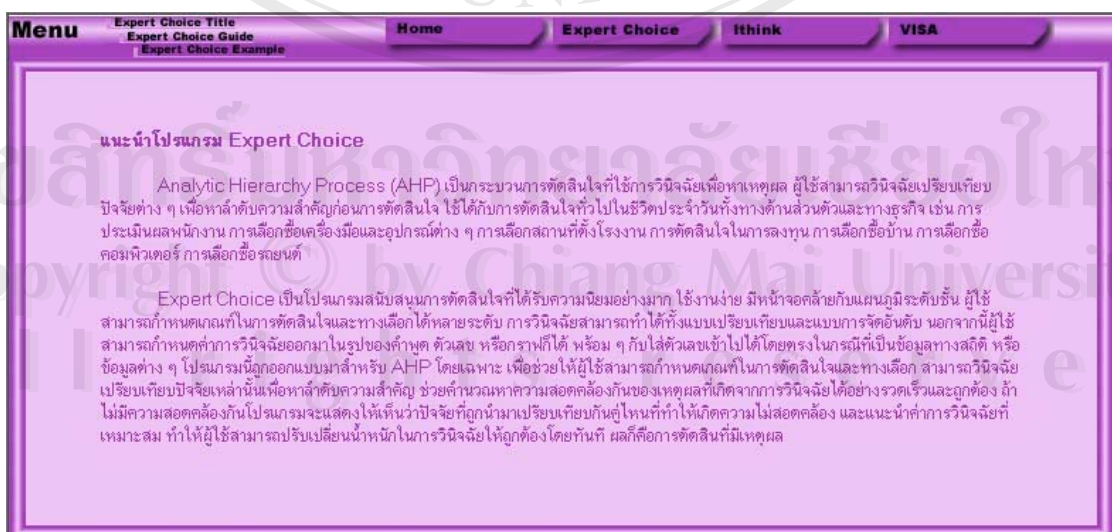 Menu
Expert Choice Title
Expert Choice Guide
Expert Choice Example
Home
Expert Choice
Ithink
VISA
แนะนำโปรแกรม Expert Choice
Analytic Hierarchy Process (AHP) เป็นกระบวนการตัดสินใจที่ใช้การวินิจฉัยเพื่อหาเหตุผล ผู้ใช้สามารถวินิจฉัยเปรียบเทียบ
ปัจจัยต่าง ๆ เพื่อหาลำดับความสำคัญก่อนการตัดสินใจ ใช้ได้กับการตัดสินใจทั่วไปในชีวิตประจำวันทั้งทางด้านส่วนตัวและทางธุรกิจ เช่น การ
ประเมินผลพนักงาน การเลือกซื้อเครื่องมือและอุปกรณ์ต่าง ๆ การเลือกสถานที่ตั้งโรงงาน การตัดสินใจในการลงทุน การเลือกซื้อบ้าน การเลือกซื้อ
คอมพิวเตอร์ การเลือกซื้อรถยนต์
Expert Choice เป็นโปรแกรมสนับสนุนการตัดสินใจที่ได้รับความนิยมอย่างมาก ใช้งานง่าย มีหน้าจอคล้ายกับแผนภูมิระดับชั้น ผู้ใช้
สามารถกำหนดเกณฑ์ในการตัดสินใจและทางเลือกได้หลายระดับ การวินิจฉัยสามารถทำได้ทั้งแบบเปรียบเทียบและแบบการจัดอันดับ นอกจากนี้ผู้ใช้
สามารถกำหนดค่าการวินิจฉัยออกมาในรูปของคำพูด ตัวเลข หรือกราฟก็ได้ พร้อม ๆ กับใส่ตัวเลขเข้าไปได้โดยตรงในกรณีที่เป็นข้อมูลทางสถิติ หรือ
ข้อมูลต่าง ๆ โปรแกรมนี้ถูกออกแบบมาสำหรับ AHP โดยเฉพาะ เพื่อช่วยให้ผู้ใช้สามารถกำหนดเกณฑ์ในการตัดสินใจและทางเลือก สามารถวินิจฉัย
เปรียบเทียบปัจจัยเหล่านั้นเพื่อหาลำดับความสำคัญ ช่วยคำนวณหาความสอดคล้องกันของเหตุผลที่เกิดจากการวินิจฉัยได้อย่างรวดเร็วและถูกต้อง ถ้า
ไม่มีความสอดคล้องกันโปรแกรมจะแสดงให้เห็นว่าปัจจัยที่ถูกนำมาเปรียบเทียบกันคู่ไหนที่ทำให้เกิดความไม่สอดคล้อง และแนะนำค่าการวินิจฉัยที่
เหมาะสม ทำให้ผู้ใช้สามารถปรับเปลี่ยนน้ำหนักในการวินิจฉัยให้ถูกต้องโดยทันที ผลก็คือการตัดสินที่มีเหตุผล